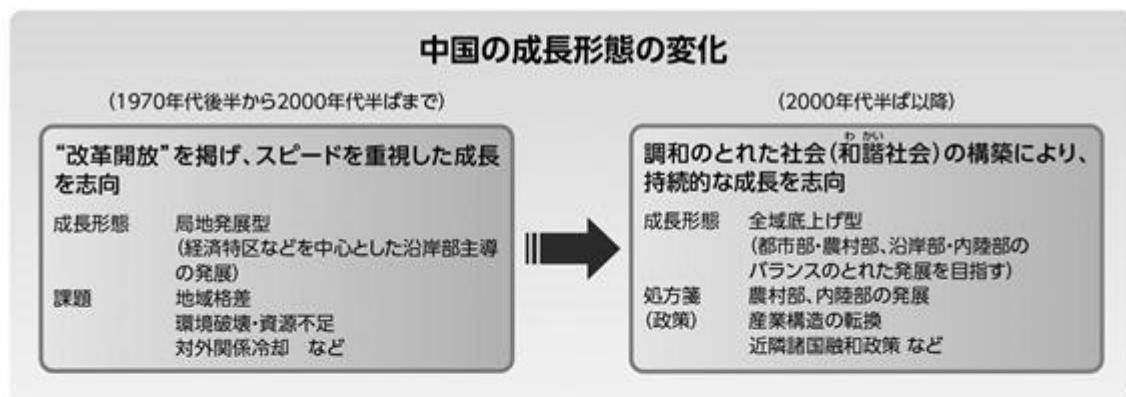 中国の成長形態の変化
(1970年代後半から2000年代半ばまで)
“改革開放”を掲げ、スピードを重視した成長
を志向
成長形態 局地発展型
(経済特区などを中心とした沿岸部主導
の発展)
課題 地域格差
環境破壊・資源不足
対外関係冷却 など
(2000年代半ば以降)
わ かい
調和のとれた社会(和諧社会)の構築により、
持続的な成長を志向
成長形態 全域底上げ型
(都市部・農村部、沿岸部・内陸部の
バランスのとれた発展を目指す)
処方箋 農村部、内陸部の発展
(政策) 産業構造の転換
近隣諸国融和政策 など